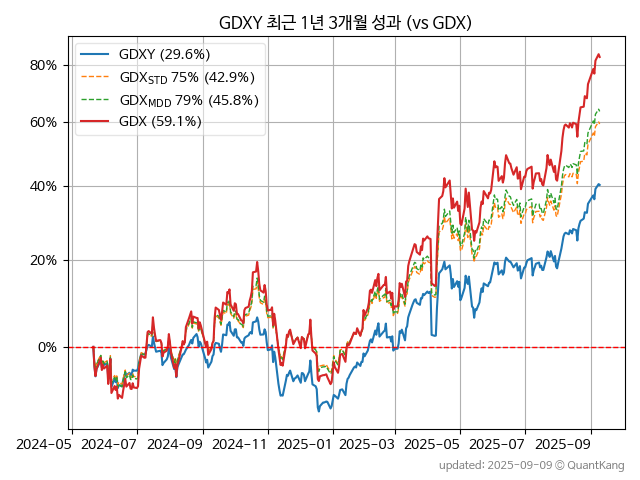 GDXY 최근 1년 3개월 성과 (vs GDX)
GDXY (29.6%)
GDX_STD 75% (42.9%)
GDX_MDD 79% (45.8%)
GDX (59.1%)
80%
60%
40%
20%
0%
2024-05 2024-07 2024-09 2024-11 2025-01 2025-03 2025-05 2025-07 2025-09
updated: 2025-09-09 © QuantKang